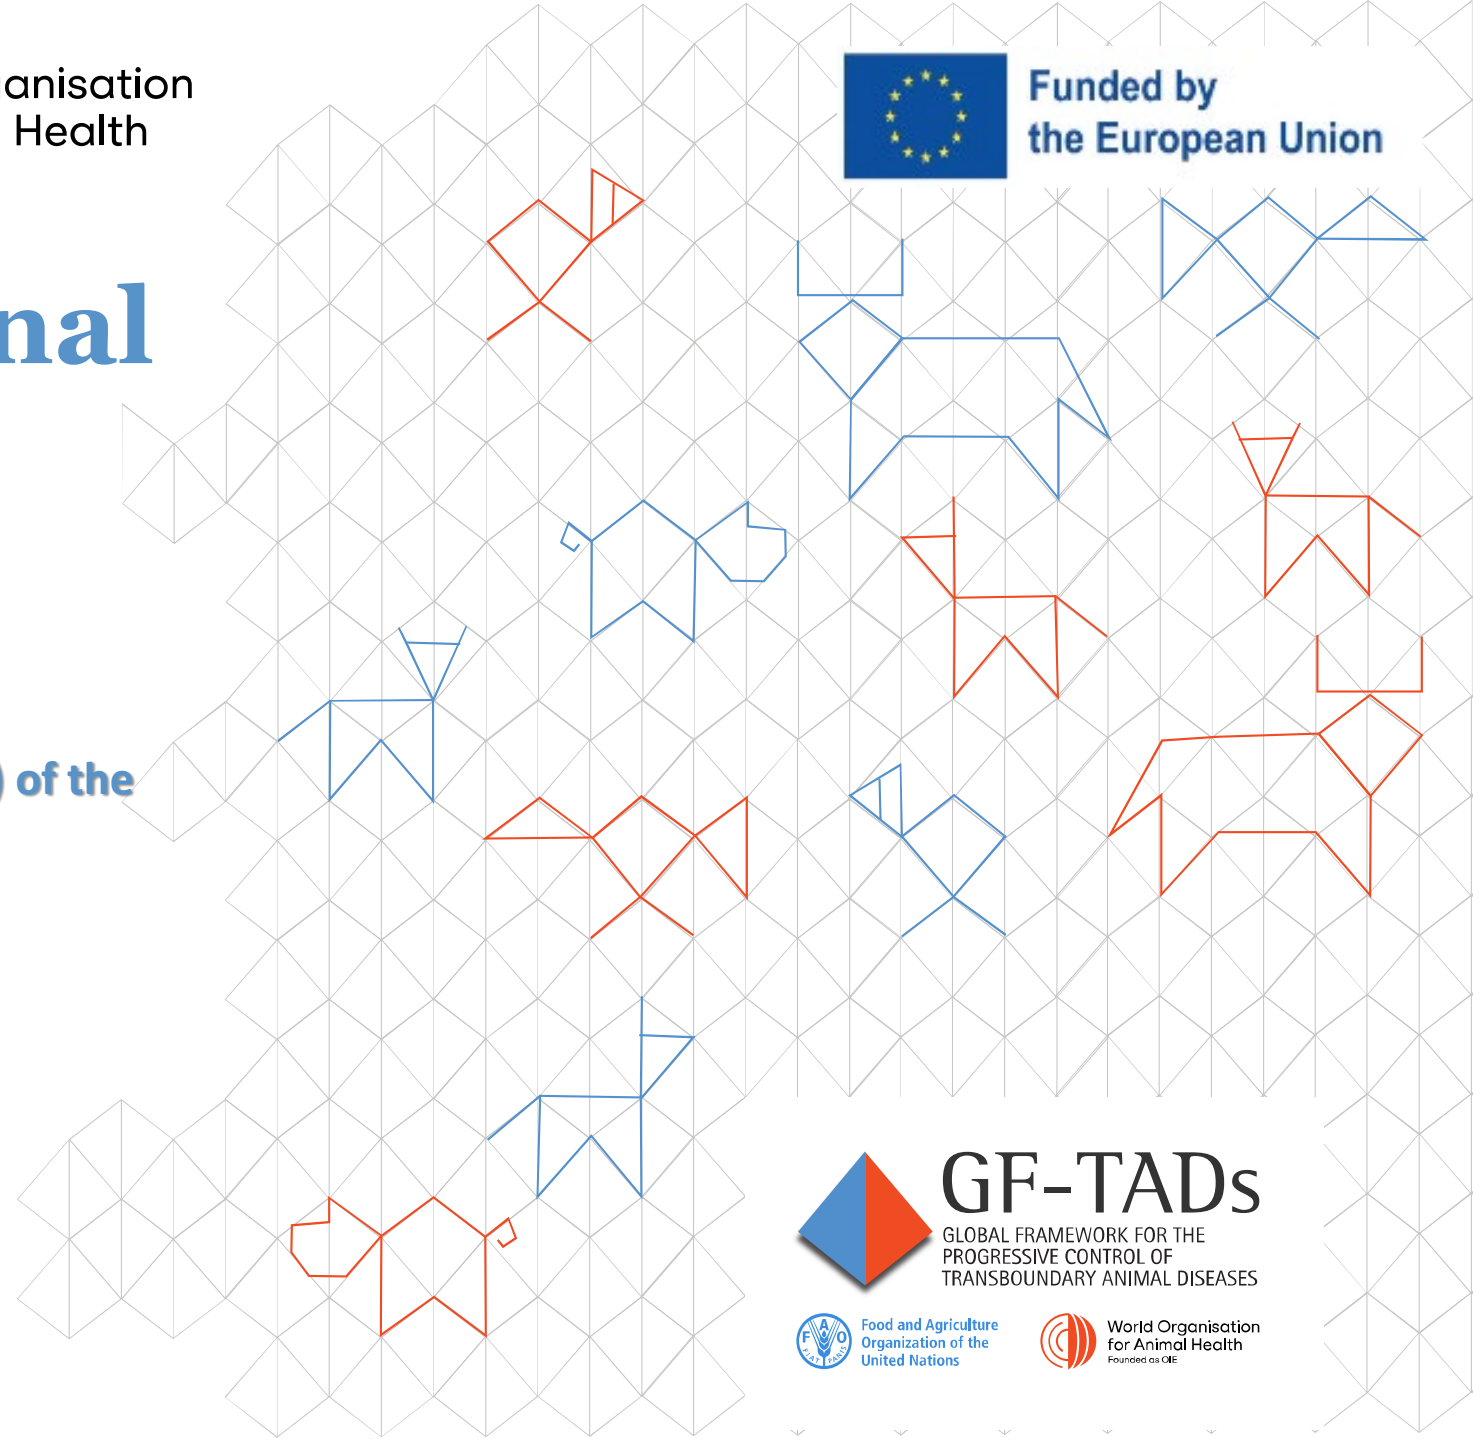 anisation
Health
Funded by
the European Union
nal
) of the
GF-TADs
GLOBAL FRAMEWORK FOR THE
PROGRESSIVE CONTROL OF
TRANSBOUNDARY ANIMAL DISEASES
F A O
FIAT PANIS
Food and Agriculture
Organization of the
United Nations
World Organisation
for Animal Health
Founded as OIE